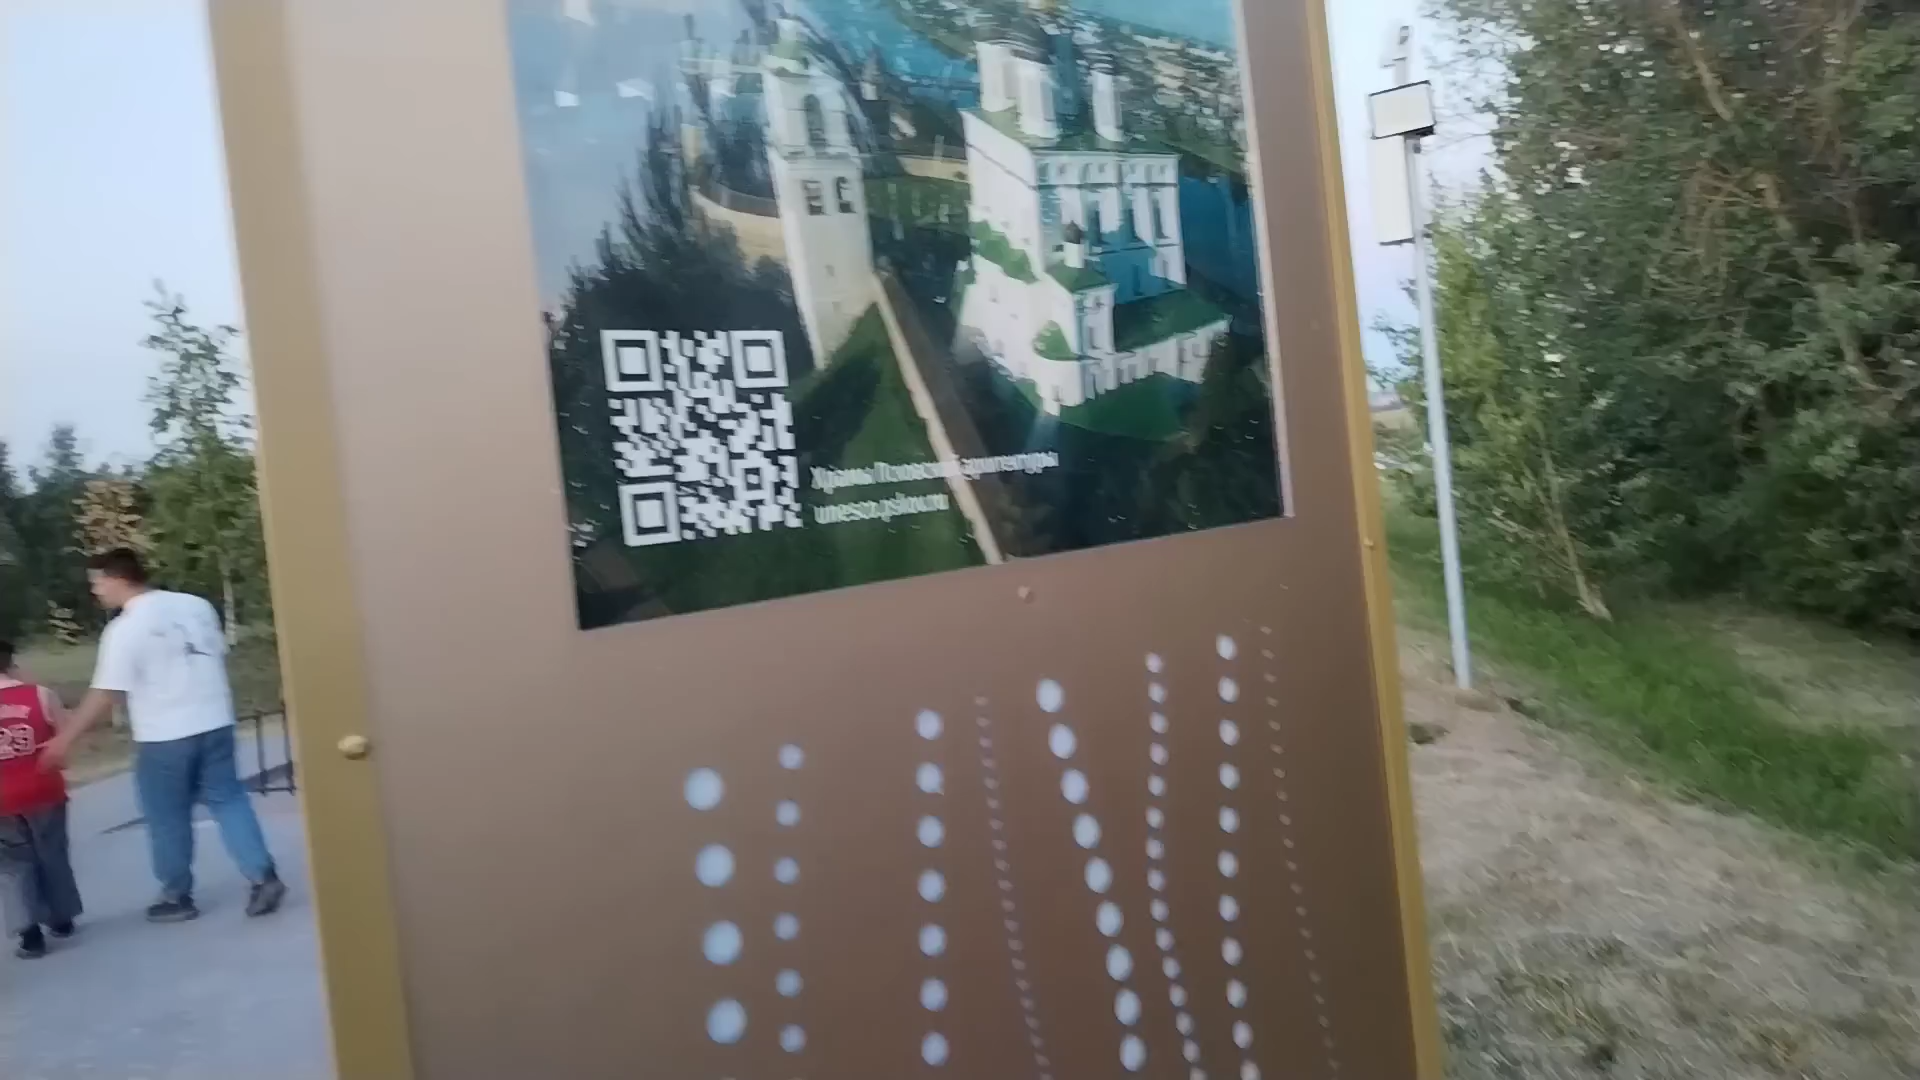 Храмы Псковской архитектуры
unesco.pskov.ru
23